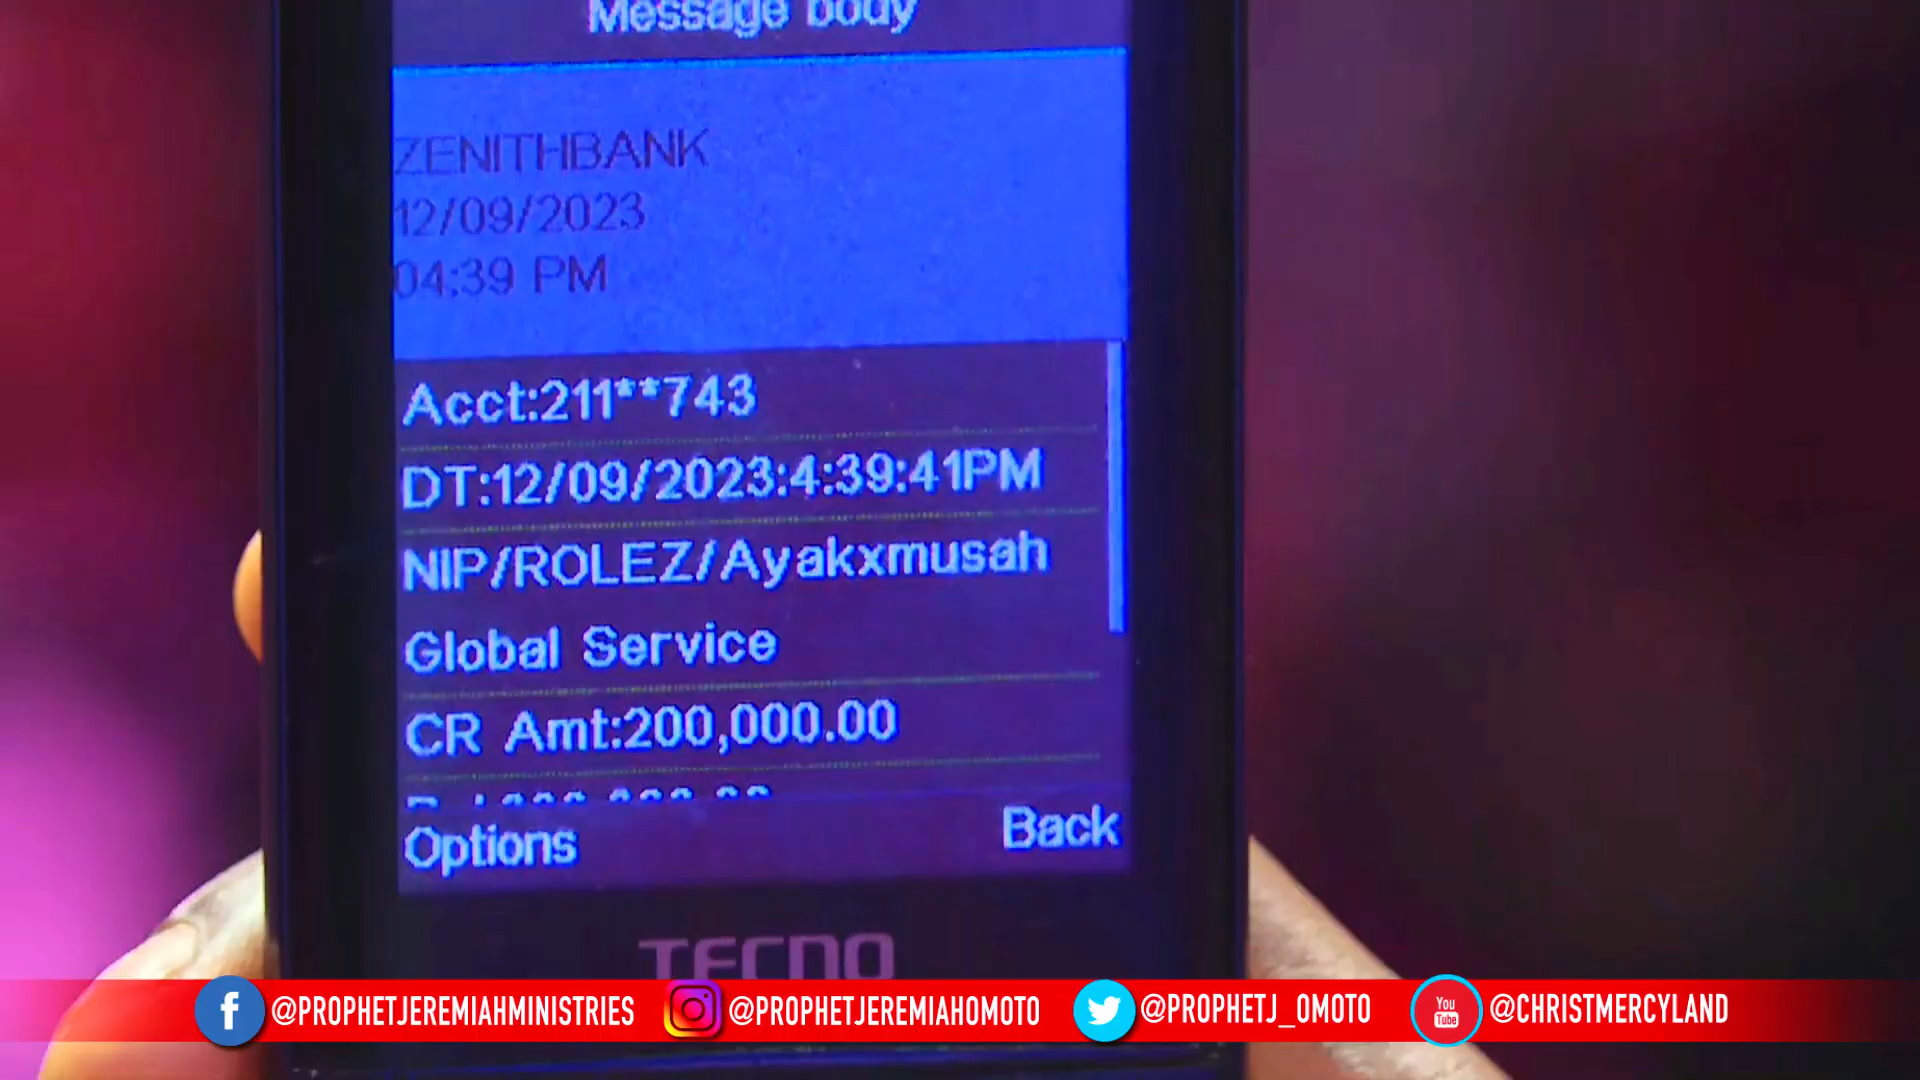 Message body
ZENITHBANK
12/09/2023
04:39 PM
Acct:211**743
DT:12/09/2023:4:39:41PM
NIP/ROLEZ/Ayakxmusah
Global Service
CR Amt:200,000.00
Options
Back
TECNO
@PROPHETJEREMIAHMINISTRIES
@PROPHETJEREMIAHOMOTO
@PROPHETJ_OMOTO
You
Tube
@CHRISTMERCYLAND